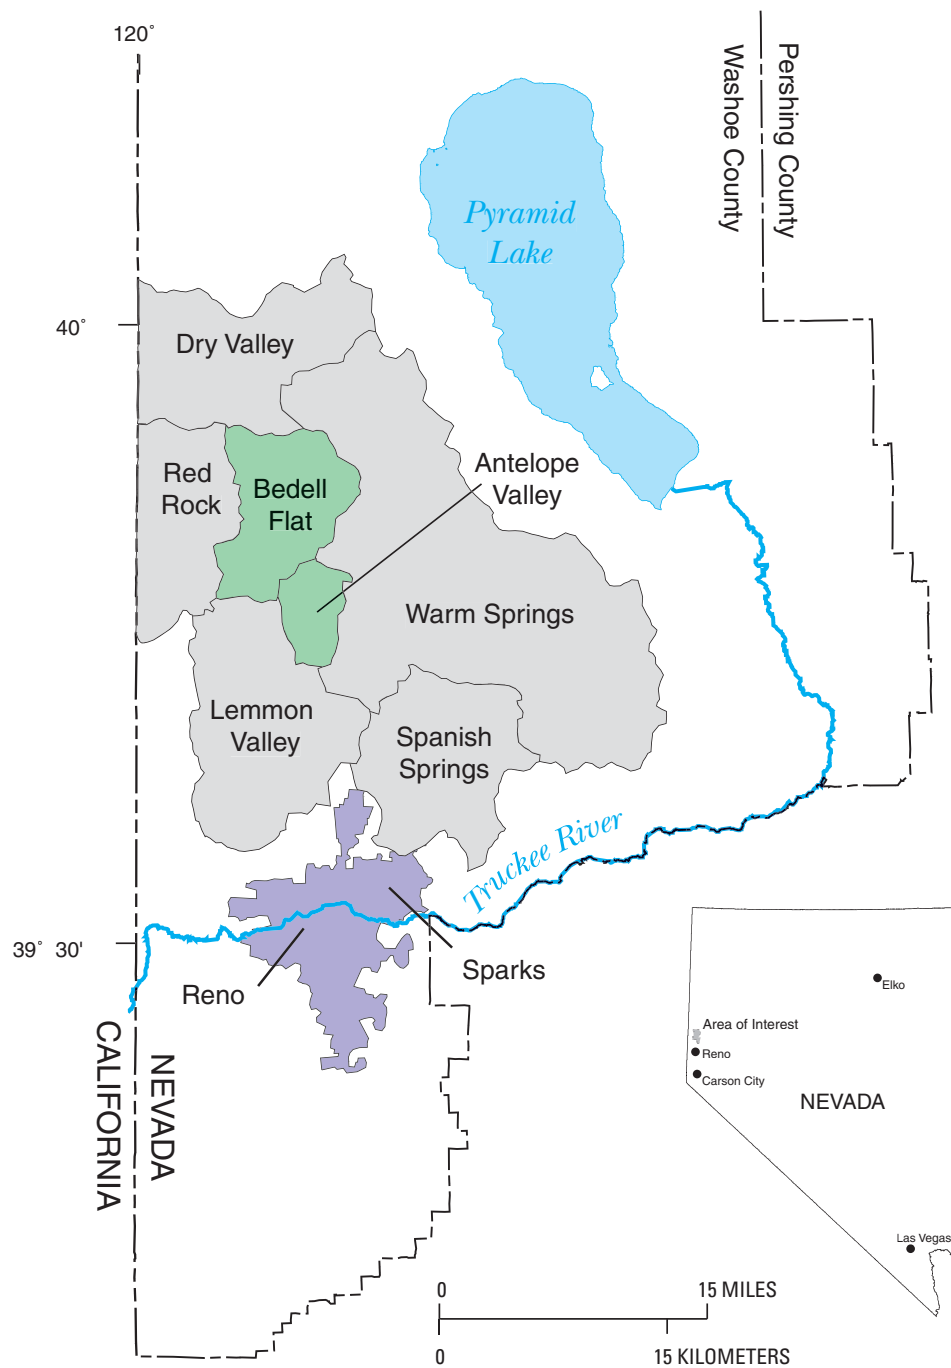 120°
Pershing County
Washoe County
Pyramid
Lake
40°
Dry Valley
Red
Rock
Bedell
Flat
Antelope
Valley
Warm Springs
Lemmon
Valley
Spanish
Springs
Truckee River
39° 30'
Sparks
Reno
CALIFORNIA
NEVADA
Elko
Area of Interest
Reno
Carson City
NEVADA
Las Vegas
0
15 MILES
0
15 KILOMETERS